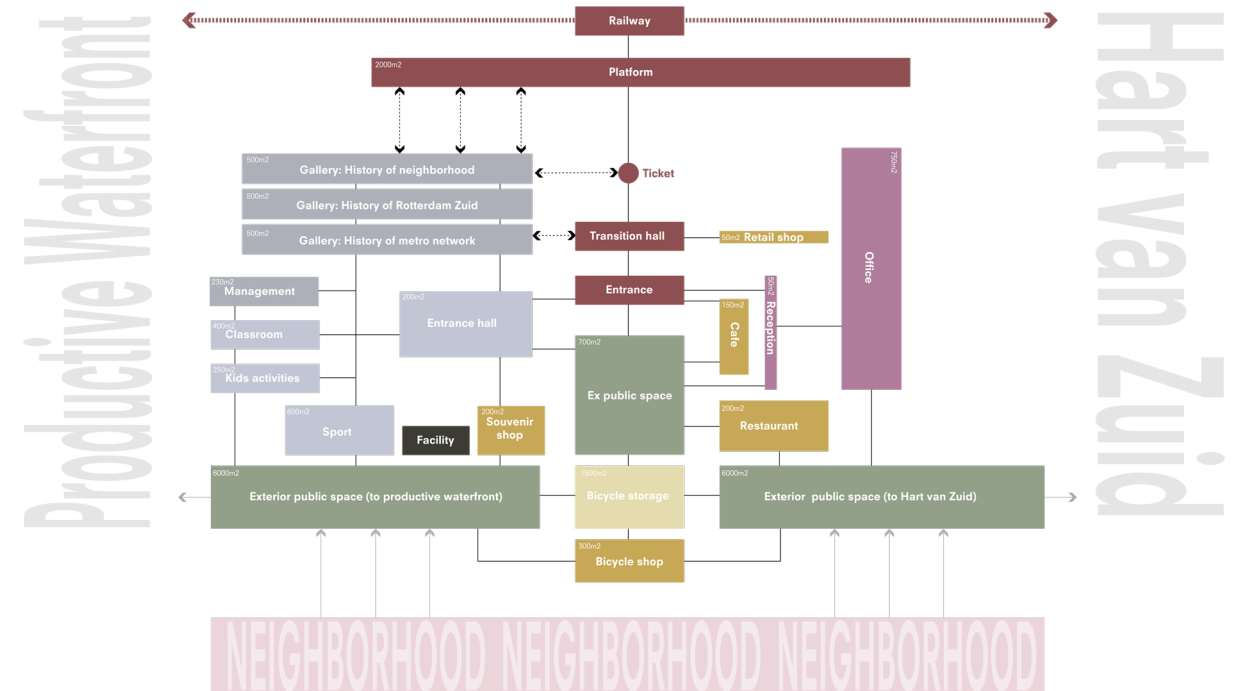 Railway
2000m2
Platform
Productive Waterfront
Hart van Zuid
500m2
Gallery: History of neighborhood
Ticket
750m2
Office
500m2
Gallery: History of Rotterdam Zuid
500m2
Gallery: History of metro network
Transition hall
50m2 Retail shop
230m2
Management
200m2
Entrance hall
Entrance
50m2
Reception
150m2
Cafe
400m2
Classroom
700m2
Ex public space
250m2
Kids activities
600m2
Sport
Facility
200m2
Souvenir
shop
200m2
Restaurant
6000m2
Exterior public space (to productive waterfront)
1500m2
Bicycle storage
6000m2
Exterior public space (to Hart van Zuid)
300m2
Bicycle shop
NEIGHBORHOOD NEIGHBORHOOD NEIGHBORHOOD